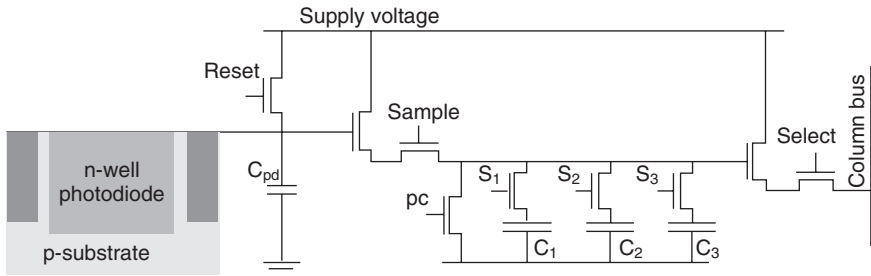 Supply voltage
Reset
Sample
Select
Column bus
n-well
photodiode
C_pd
S_1
S_2
S_3
pc
C_1
C_2
C_3
p-substrate